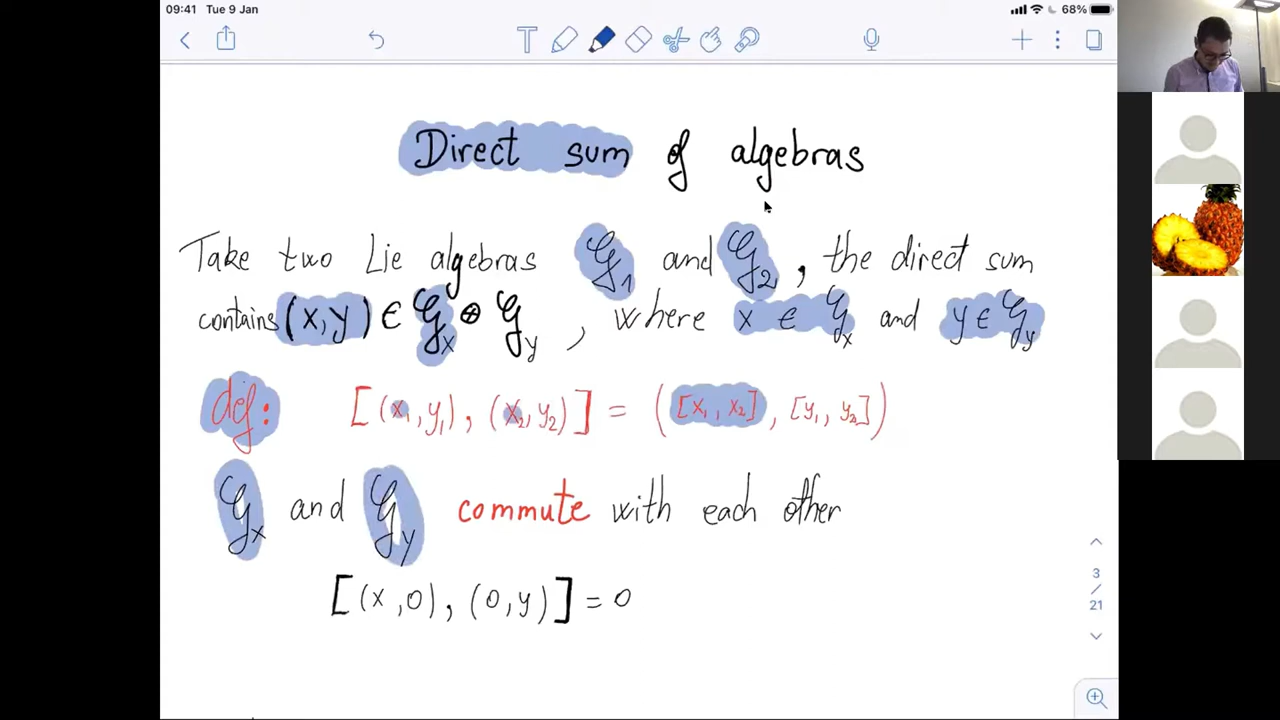 09:41 Tue 9 Jan
68%
Direct sum of algebras
Take two Lie algebras 𝒢₁ and 𝒢₂, the direct sum
contains (x,y) ∈ 𝒢ₓ ⊕ 𝒢ᵧ, where x ∈ 𝒢ₓ and y ∈ 𝒢ᵧ
def: [(x₁,y₁), (x₂,y₂)] = ([x₁, x₂], [y₁, y₂])
𝒢ₓ and 𝒢ᵧ commute with each other
[(x,0), (0,y)] = 0
3
/
21